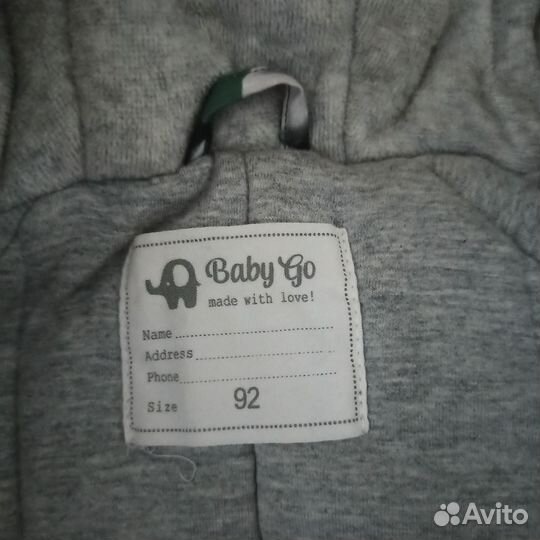 Baby Go
made with love!
Name
Address
Phone
Size 92
Avito